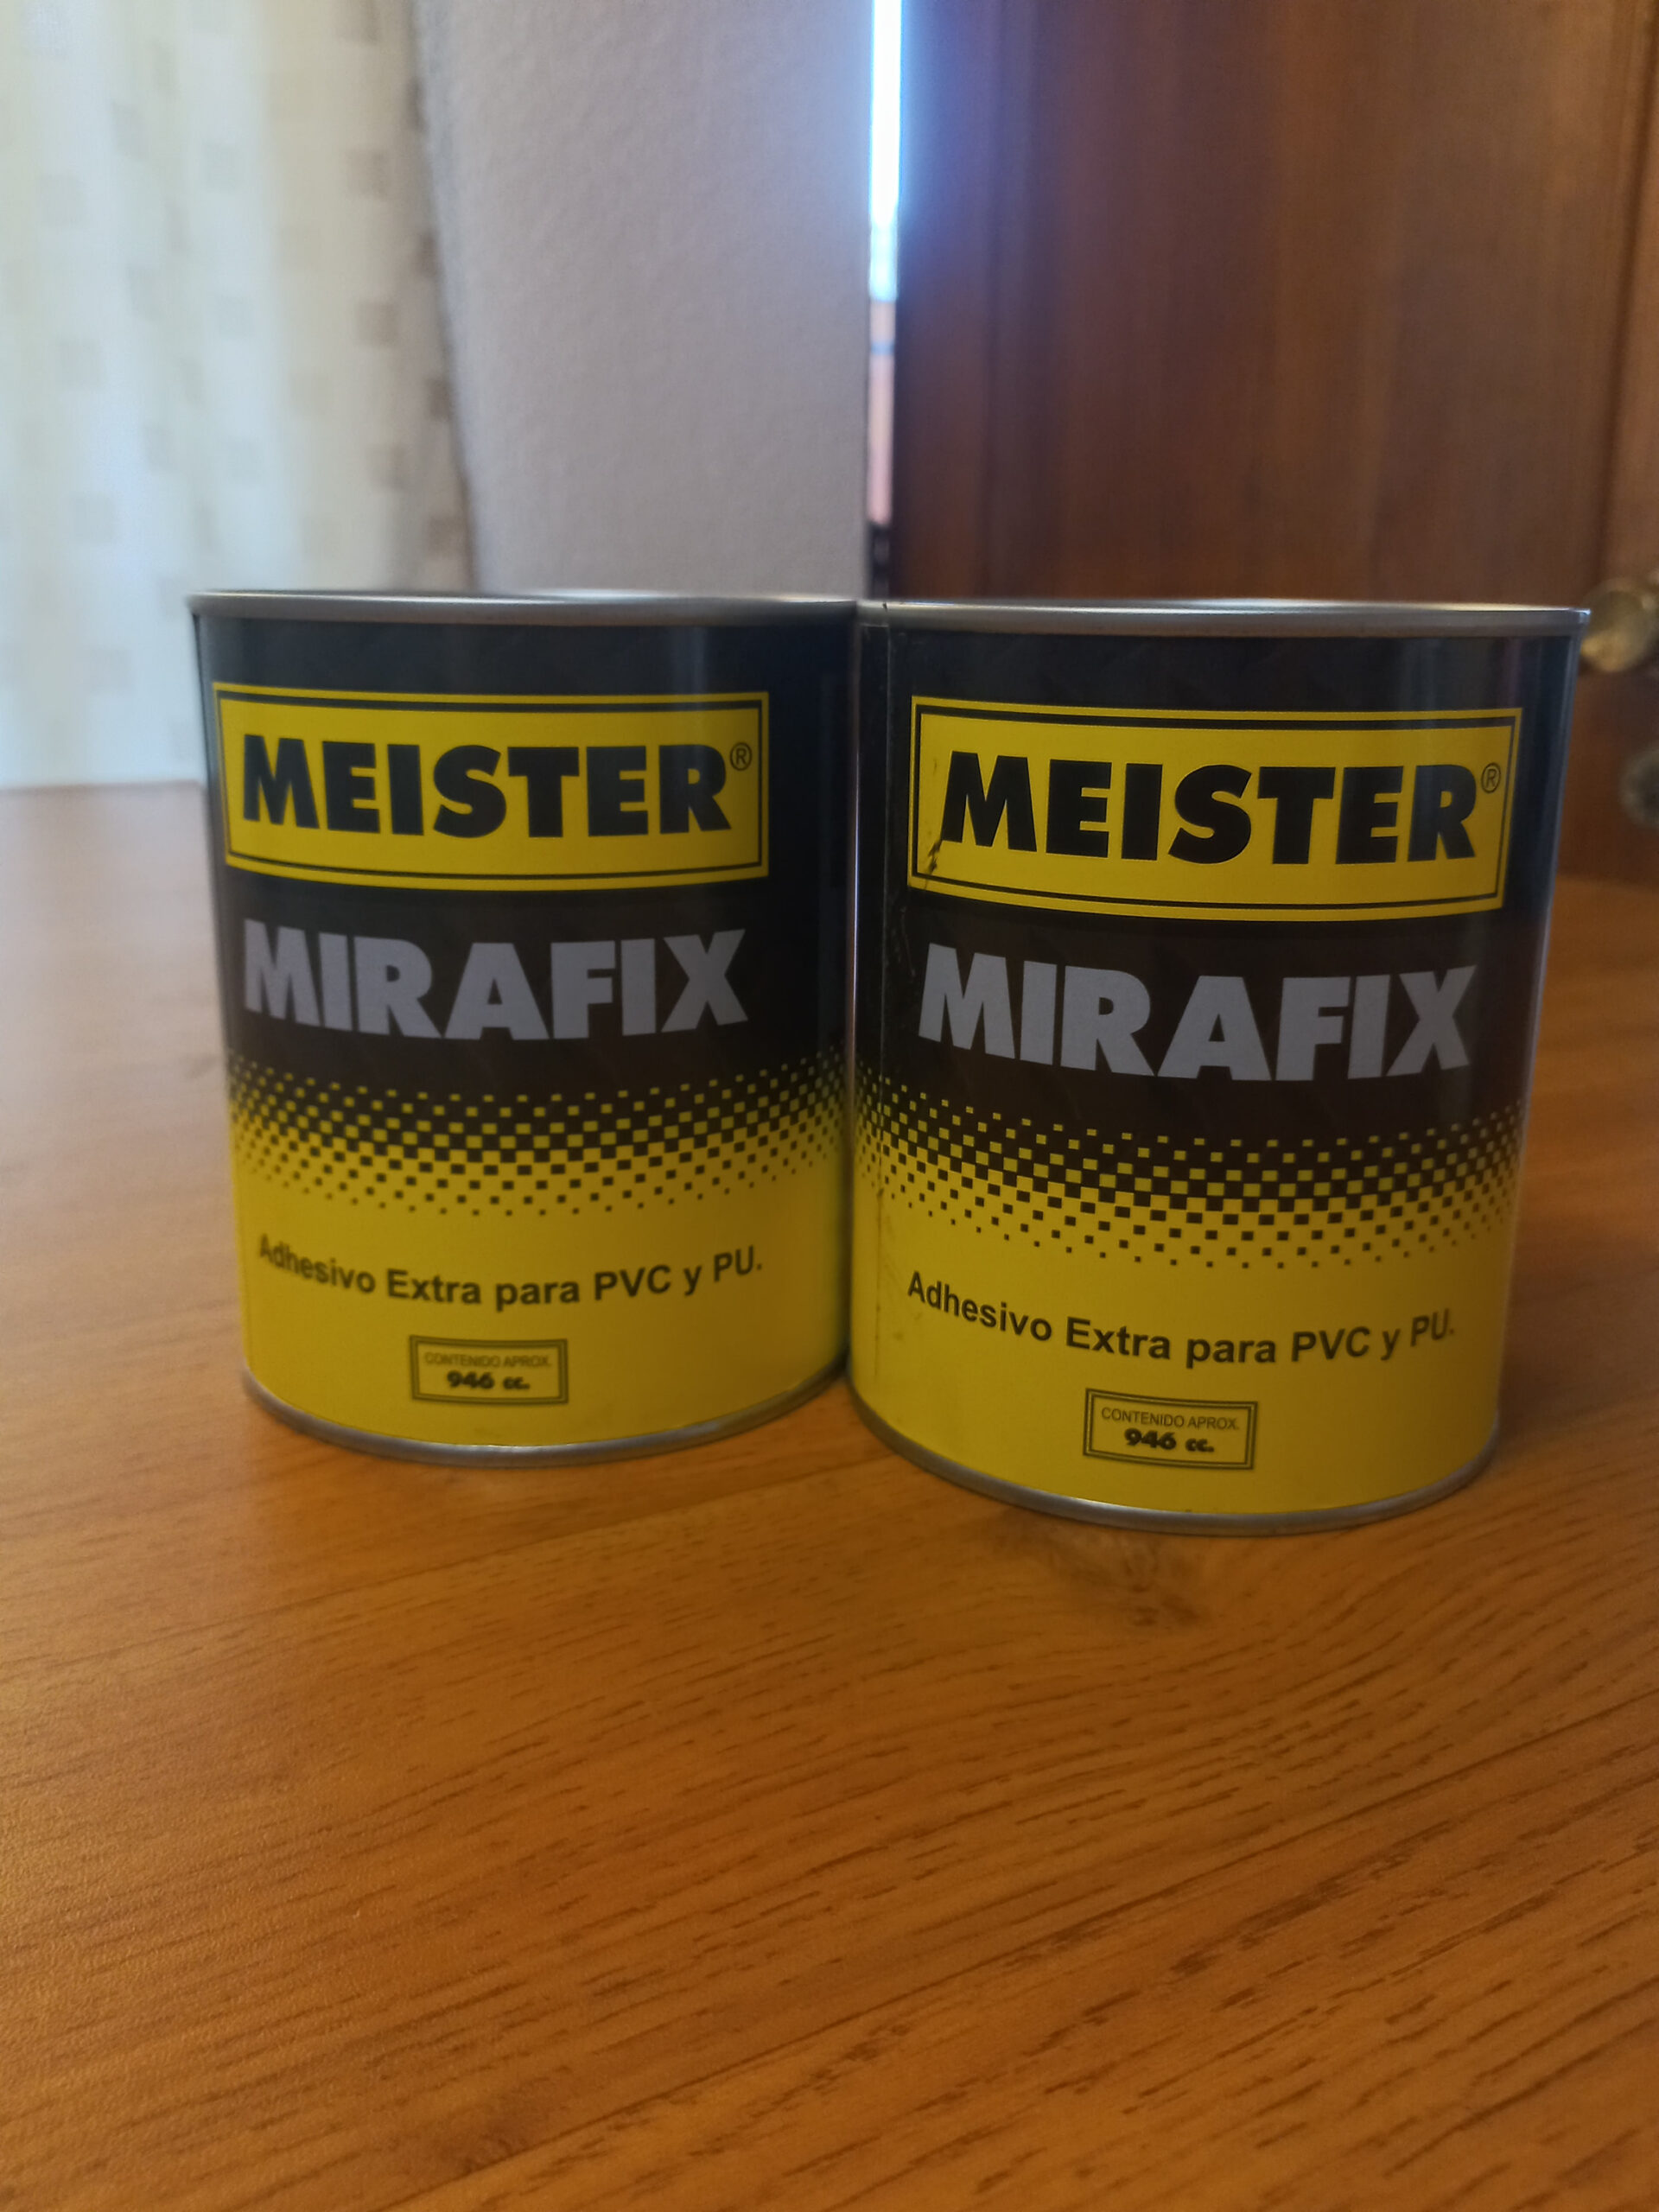 MEISTER®
MIRAFIX
Adhesivo Extra para PVC y PU.
CONTENIDO APROX.
946 cc.
MEISTER®
MIRAFIX
Adhesivo Extra para PVC y PU.
CONTENIDO APROX.
946 cc.